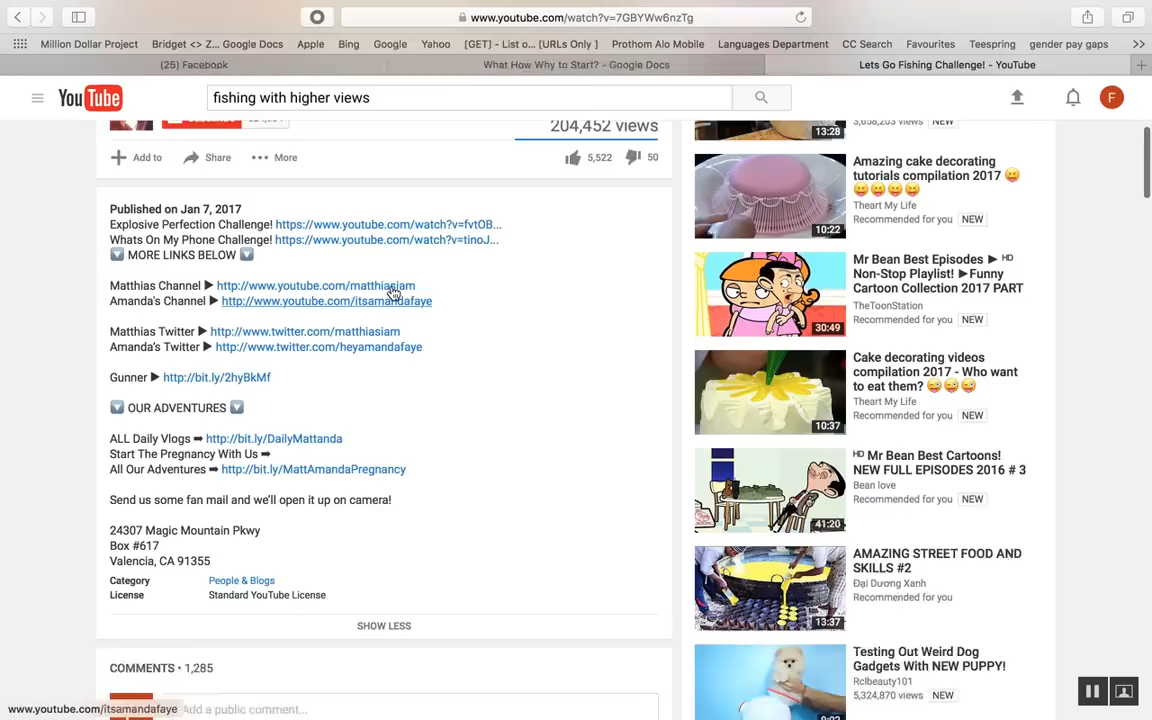 www.youtube.com/watch?v=7GBYWw6nzTg
Million Dollar Project
Bridget <> Z... Google Docs
Apple
Bing
Google
Yahoo
[GET] - List o... [URLs Only ]
Prothom Alo Mobile
Languages Department
CC Search
Favourites
Teespring
gender pay gaps
(25) Facebook
What How Why to Start? - Google Docs
Lets Go Fishing Challenge! - YouTube
YouTube
fishing with higher views
F
204,452 views
Add to
Share
More
5,522
50
Published on Jan 7, 2017
Explosive Perfection Challenge! https://www.youtube.com/watch?v=fvtOB...
Whats On My Phone Challenge! https://www.youtube.com/watch?v=tinoJ...
MORE LINKS BELOW
Matthias Channel ► http://www.youtube.com/matthiasiam
Amanda's Channel ► http://www.youtube.com/itsamandafaye
Matthias Twitter ► http://www.twitter.com/matthiasiam
Amanda's Twitter ► http://www.twitter.com/heyamandafaye
Gunner ► http://bit.ly/2hyBkMf
OUR ADVENTURES
ALL Daily Vlogs ➡ http://bit.ly/DailyMattanda
Start The Pregnancy With Us ➡
All Our Adventures ➡ http://bit.ly/MattAmandaPregnancy
Send us some fan mail and we'll open it up on camera!
24307 Magic Mountain Pkwy
Box #617
Valencia, CA 91355
Category People & Blogs
License Standard YouTube License
SHOW LESS
COMMENTS • 1,285
Add a public comment...
www.youtube.com/itsamandafaye
13:28
views NEW
Amazing cake decorating
tutorials compilation 2017 😝
😝😝😝😝
Theart My Life
Recommended for you NEW
10:22
Mr Bean Best Episodes ► HD
Non-Stop Playlist! ►Funny
Cartoon Collection 2017 PART
TheToonStation
Recommended for you NEW
30:49
Cake decorating videos
compilation 2017 - Who want
to eat them? 😜😜😜
Theart My Life
Recommended for you NEW
10:37
HD Mr Bean Best Cartoons!
NEW FULL EPISODES 2016 # 3
Bean love
Recommended for you NEW
41:20
AMAZING STREET FOOD AND
SKILLS #2
Đại Dương Xanh
Recommended for you
13:37
Testing Out Weird Dog
Gadgets With NEW PUPPY!
Rclbeauty101
5,324,870 views NEW